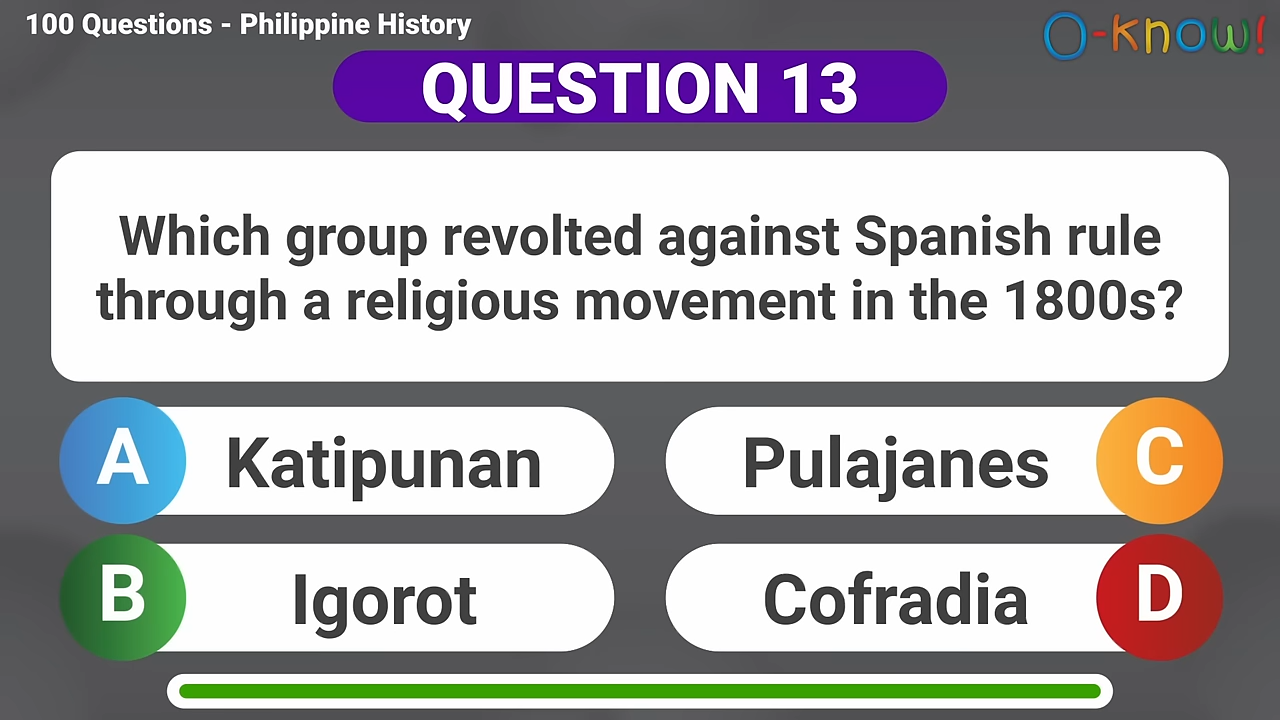 100 Questions - Philippine History
O-know!
QUESTION 13
Which group revolted against Spanish rule
through a religious movement in the 1800s?
A Katipunan
B Igorot
Pulajanes C
Cofradia D